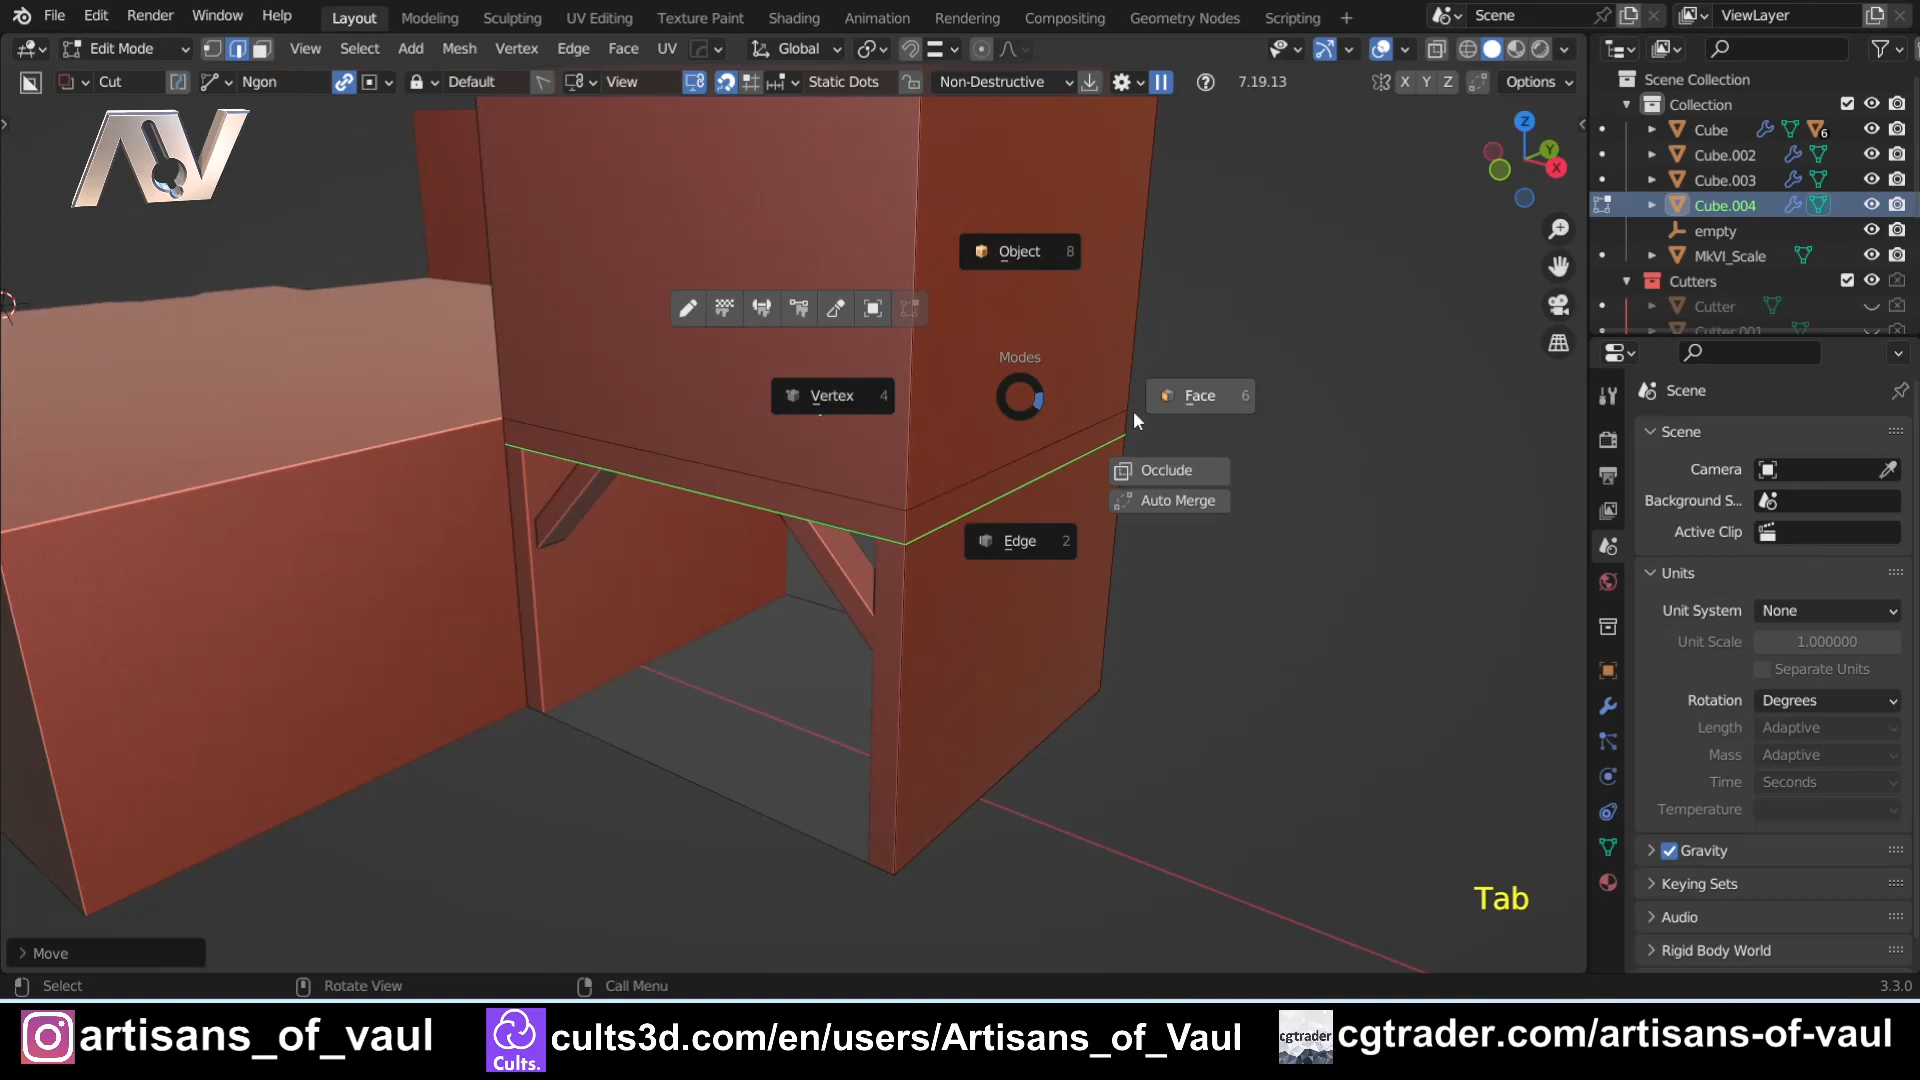 File Edit Render Window Help Layout Modeling Sculpting UV Editing Texture Paint Shading Animation Rendering Compositing Geometry Nodes Scripting + Scene ViewLayer
Edit Mode View Select Add Mesh Vertex Edge Face UV Global
Cut Ngon Default View Static Dots Non-Destructive 7.19.13 X Y Z Options
Scene Collection
Collection
Cube 6
Cube.002
Cube.003
Cube.004
empty
MkVI_Scale
Cutters
Cutter
Cutter.001
AV
Z
Y
X
Object 8
Modes
Vertex 4
Face 6
Occlude
Auto Merge
Edge 2
Scene
Scene
Camera
Background S...
Active Clip
Units
Unit System None
Unit Scale 1.000000
Separate Units
Rotation Degrees
Length Adaptive
Mass Adaptive
Time Seconds
Temperature
Gravity
Keying Sets
Audio
Rigid Body World
Tab
Move
Select Rotate View Call Menu 3.3.0
artisans_of_vaul Cults. cults3d.com/en/users/Artisans_of_Vaul cgtrader cgtrader.com/artisans-of-vaul